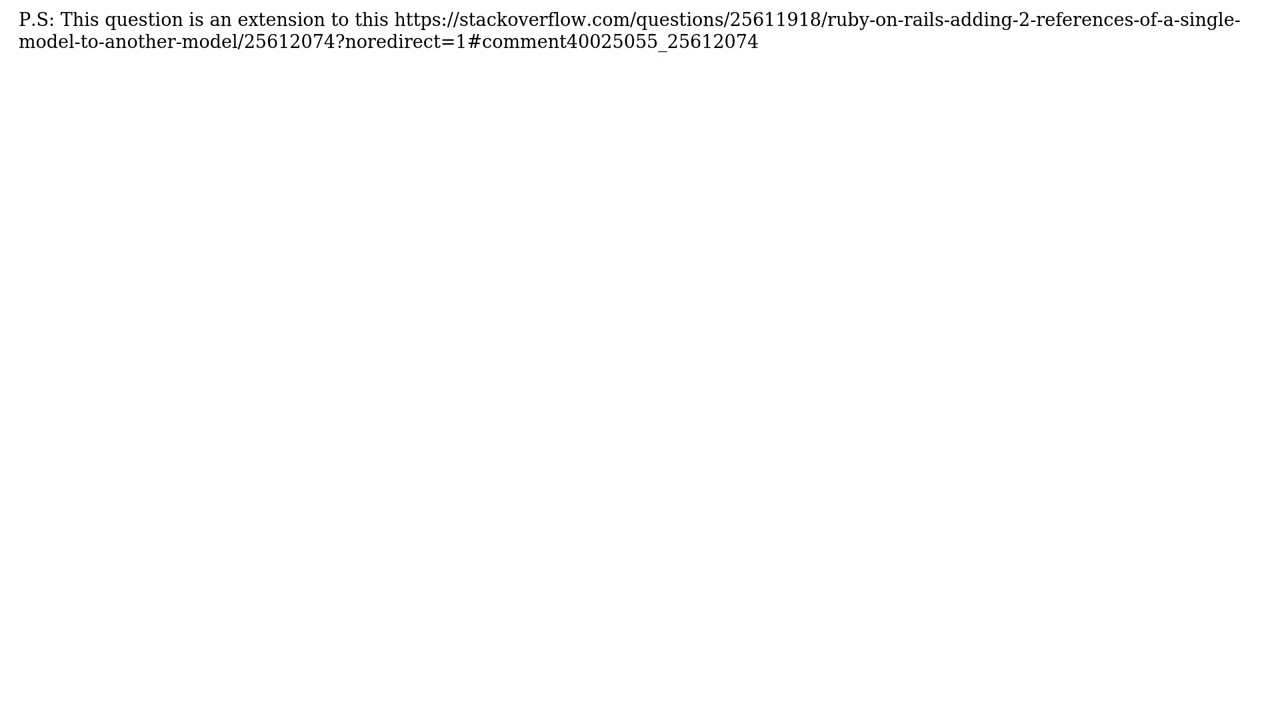 P.S: This question is an extension to this https://stackoverflow.com/questions/25611918/ruby-on-rails-adding-2-references-of-a-single-
model-to-another-model/25612074?noredirect=1#comment40025055_25612074